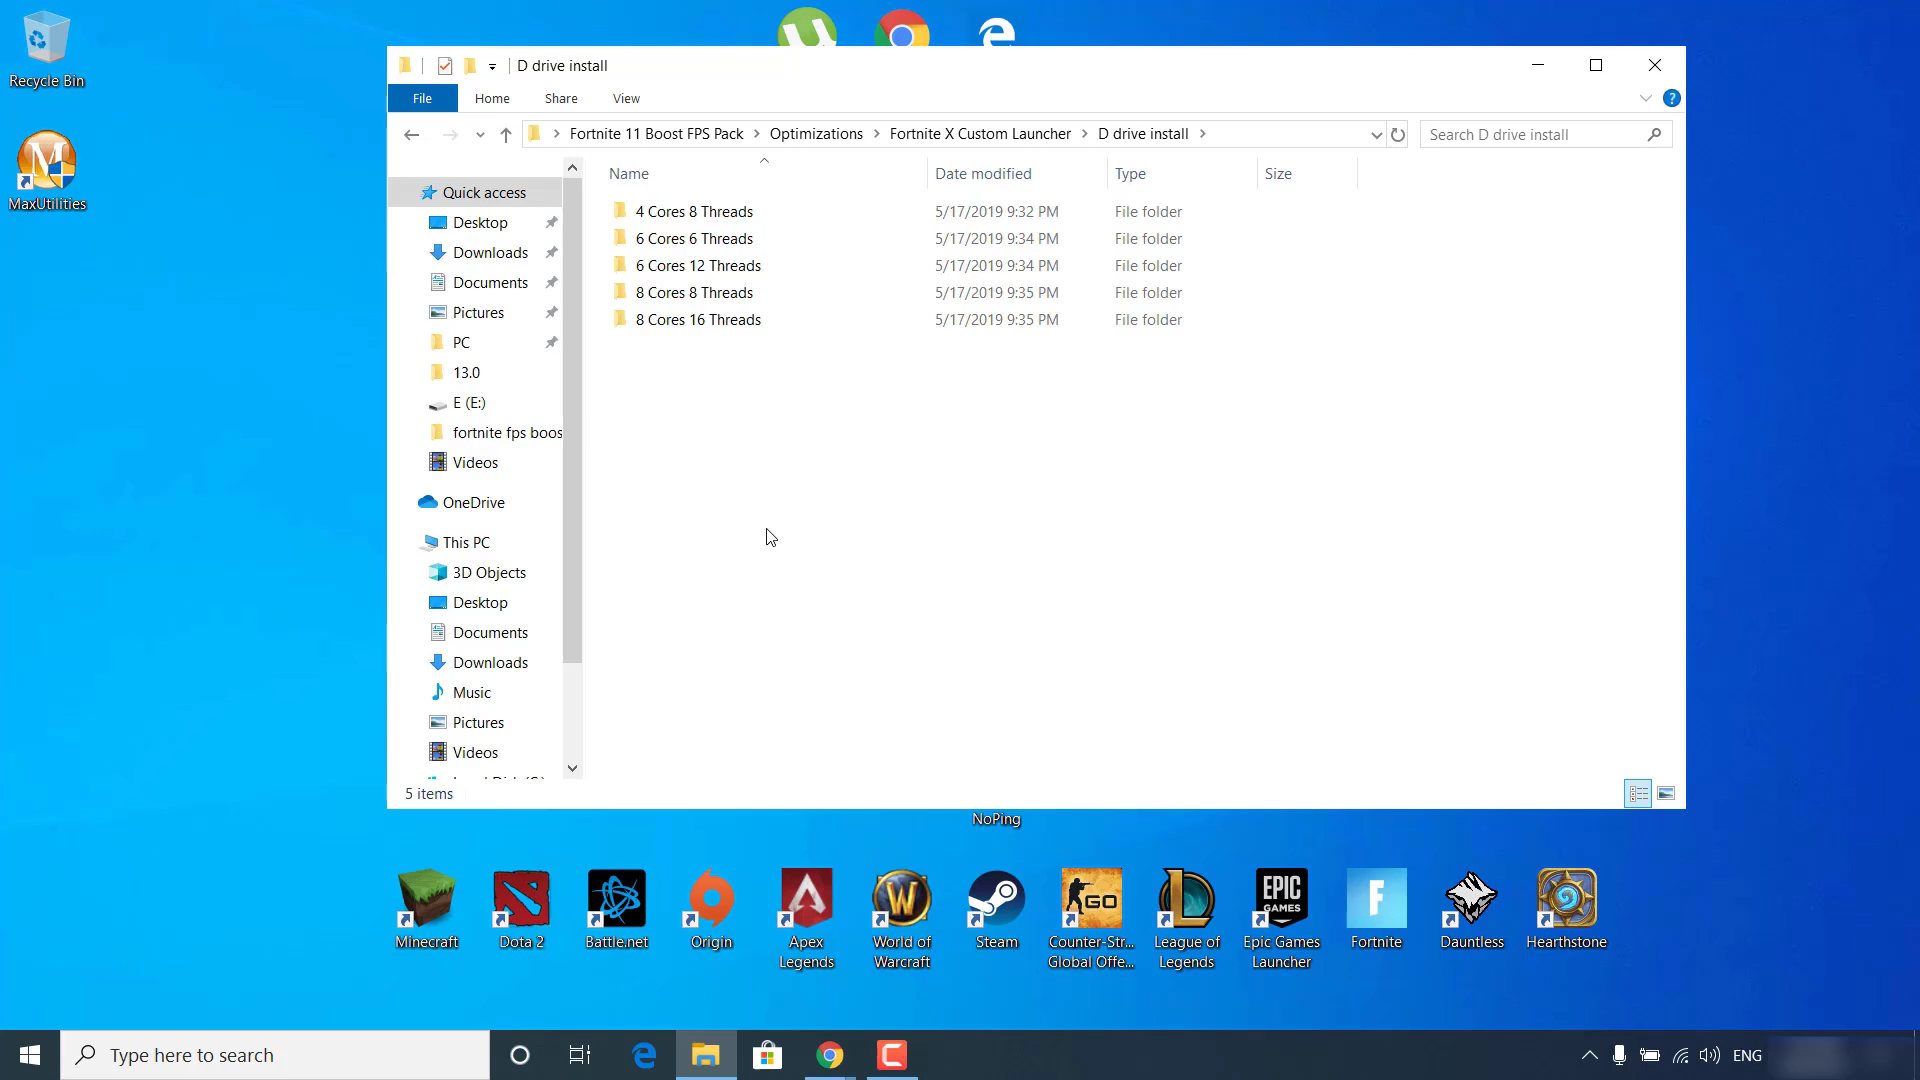 Recycle Bin
MaxUtilities
D drive install
File
Home
Share
View
Fortnite 11 Boost FPS Pack
Optimizations
Fortnite X Custom Launcher
D drive install
Search D drive install
Quick access
Desktop
Downloads
Documents
Pictures
PC
13.0
E (E:)
fortnite fps boos
Videos
OneDrive
This PC
3D Objects
Desktop
Documents
Downloads
Music
Pictures
Videos
Name
Date modified
Type
Size
4 Cores 8 Threads 5/17/2019 9:32 PM File folder
6 Cores 6 Threads 5/17/2019 9:34 PM File folder
6 Cores 12 Threads 5/17/2019 9:34 PM File folder
8 Cores 8 Threads 5/17/2019 9:35 PM File folder
8 Cores 16 Threads 5/17/2019 9:35 PM File folder
5 items
NoPing
GO
EPIC
GAMES
F
Minecraft
Dota 2
Battle.net
Origin
Apex
Legends
World of
Warcraft
Steam
Counter-Str...
Global Offe...
League of
Legends
Epic Games
Launcher
Fortnite
Dauntless
Hearthstone
Type here to search
ENG